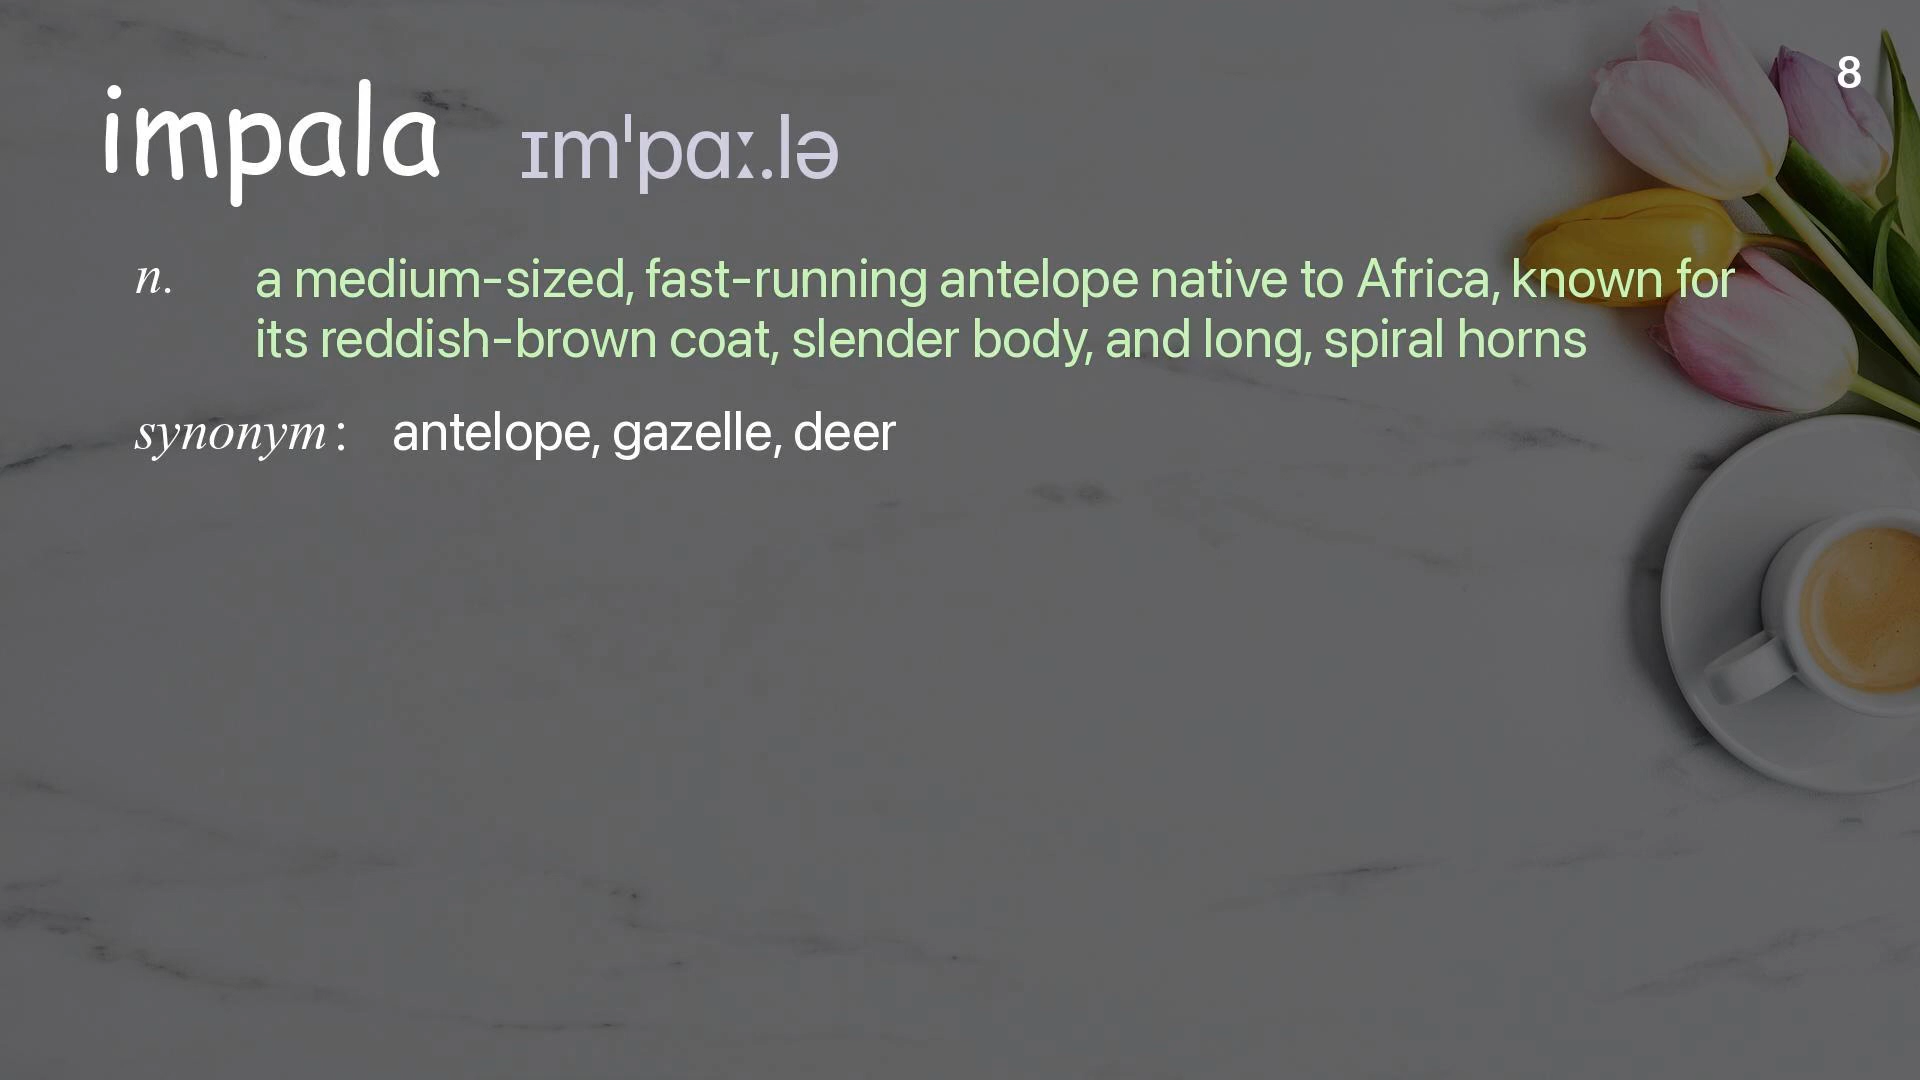 8
impala ɪmˈpɑː.lə
n. a medium-sized, fast-running antelope native to Africa, known for
its reddish-brown coat, slender body, and long, spiral horns
synonym: antelope, gazelle, deer